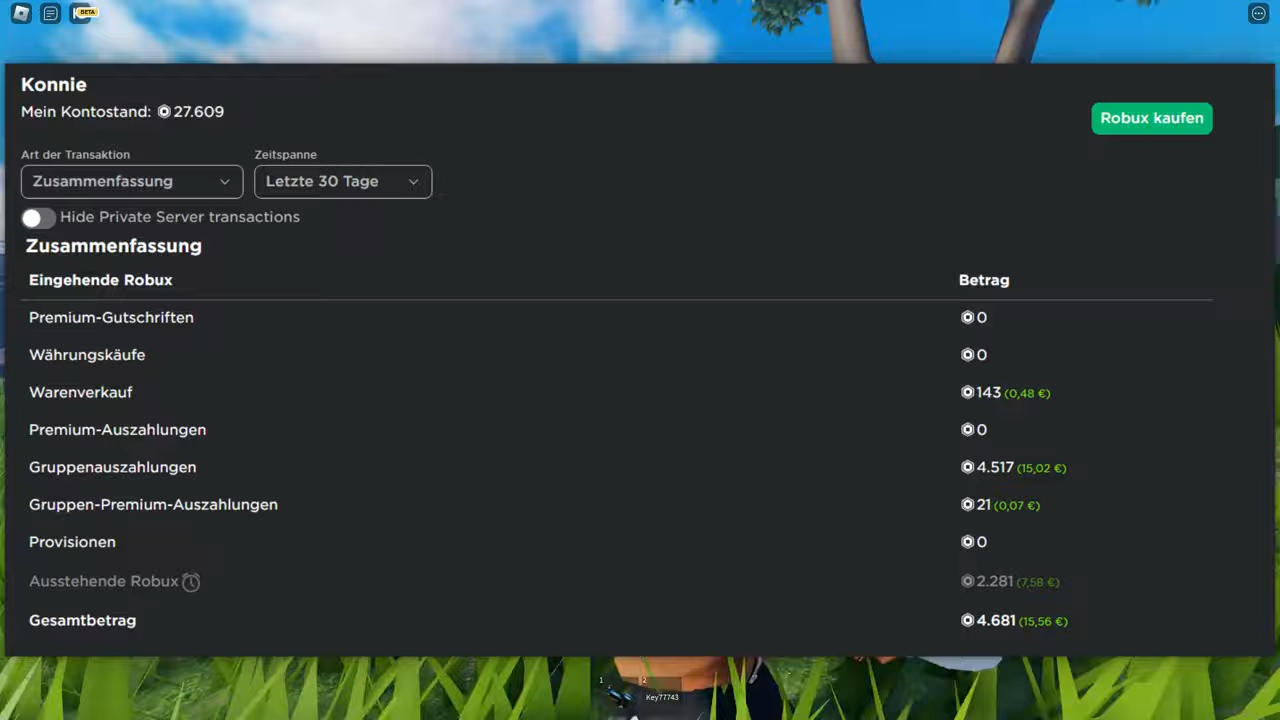 BETA
Konnie
Mein Kontostand: 27.609
Robux kaufen
Art der Transaktion
Zeitspanne
Zusammenfassung
Letzte 30 Tage
Hide Private Server transactions
Zusammenfassung
Eingehende Robux Betrag
Premium-Gutschriften 0
Währungskäufe 0
Warenverkauf 143 (0,48 €)
Premium-Auszahlungen 0
Gruppenauszahlungen 4.517 (15,02 €)
Gruppen-Premium-Auszahlungen 21 (0,07 €)
Provisionen 0
Ausstehende Robux 2.281 (7,58 €)
Gesamtbetrag 4.681 (15,56 €)
1 2
Key77743